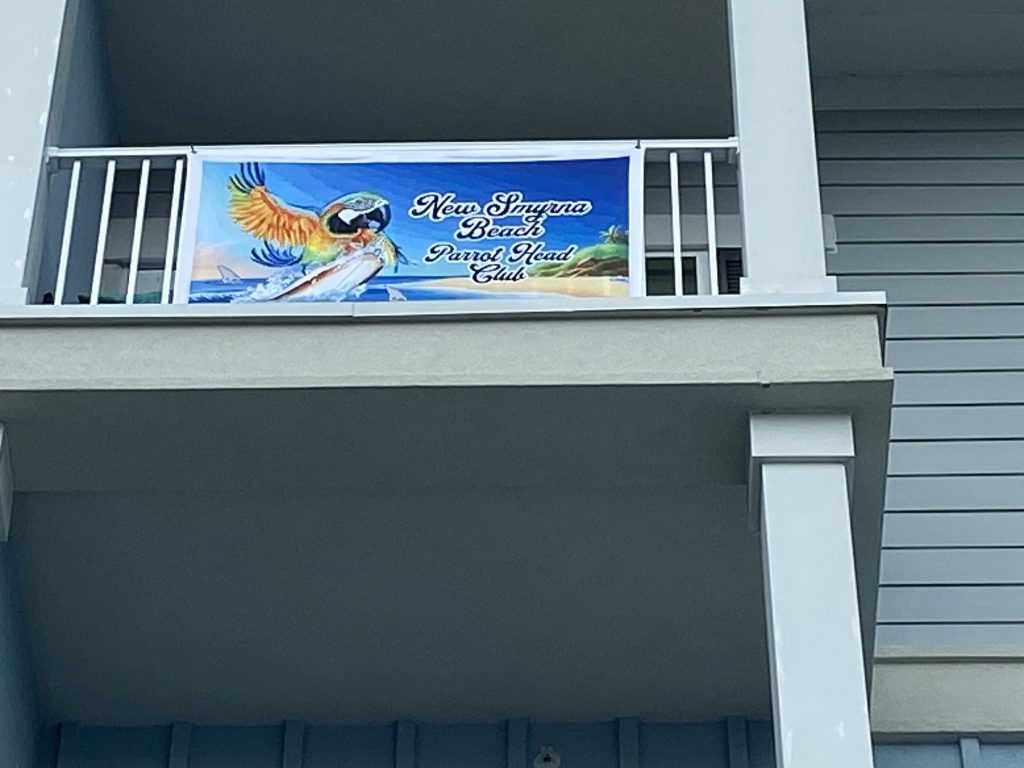 New Smyrna
Beach
Parrot Head
Club